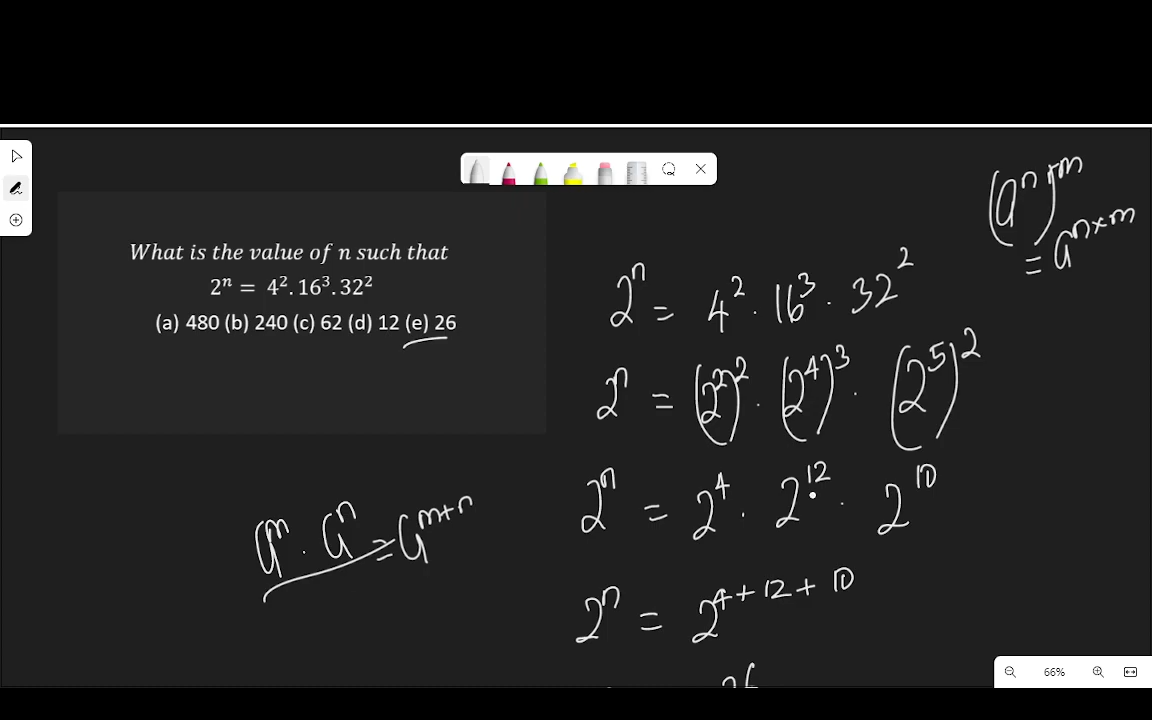 What is the value of n such that
2ⁿ = 4². 16³. 32²
(a) 480 (b) 240 (c) 62 (d) 12 (e) 26
(aⁿ)ᵐ
= aⁿˣᵐ
2ⁿ = 4² . 16³ . 32²
2ⁿ = (2²)² . (2⁴)³ . (2⁵)²
2ⁿ = 2⁴ . 2¹² . 2¹⁰
aᵐ . aⁿ = aᵐ⁺ⁿ
2ⁿ = 2⁴⁺¹²⁺¹⁰
26
66%